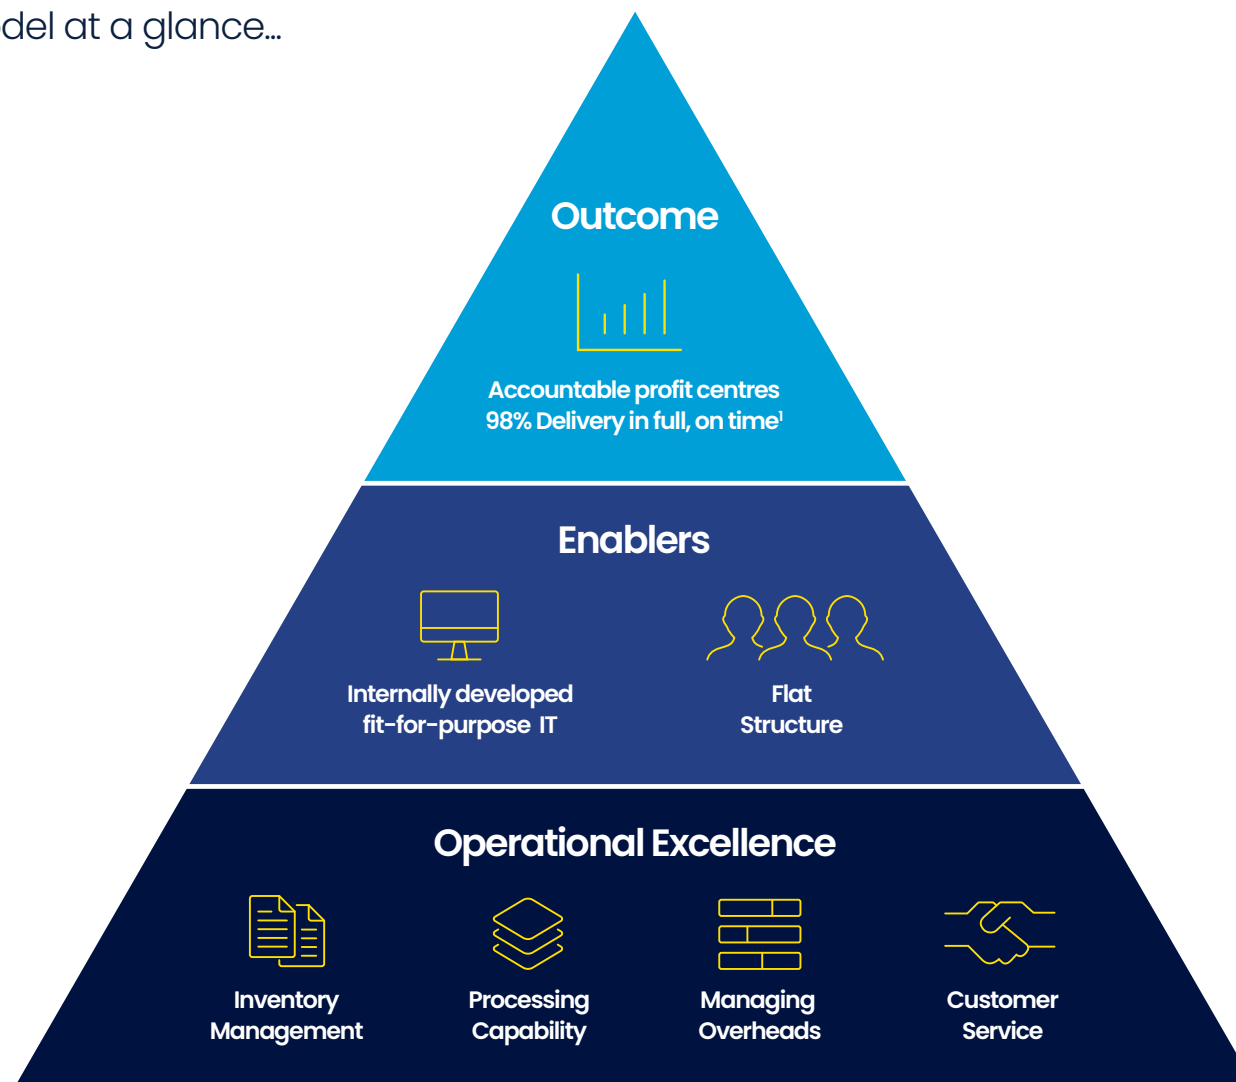 del at a glance...
Outcome
Accountable profit centres
98% Delivery in full, on time¹
Enablers
Internally developed
fit-for-purpose IT
Flat
Structure
Operational Excellence
Inventory
Management
Processing
Capability
Managing
Overheads
Customer
Service